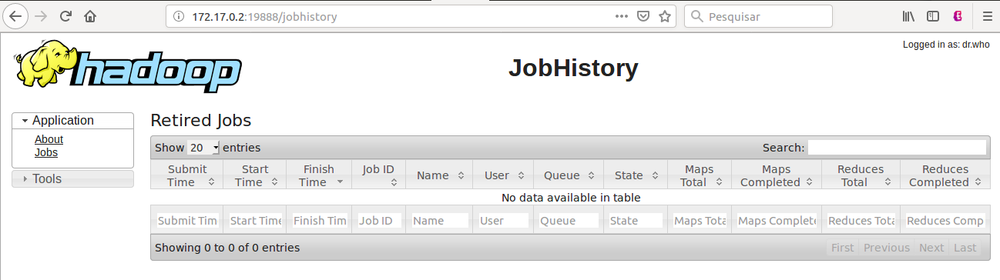 172.17.0.2:19888/jobhistory
Pesquisar
Logged in as: dr.who
hadoop
JobHistory
Application
About
Jobs
Tools
Retired Jobs
Show 20 entries
Search:
Submit Time Start Time Finish Time Job ID Name User Queue State Maps Total Maps Completed Reduces Total Reduces Completed
No data available in table
Submit Tim Start Time Finish Tim Job ID Name User Queue State Maps Tota Maps Complete Reduces Tota Reduces Comp
Showing 0 to 0 of 0 entries
First Previous Next Last